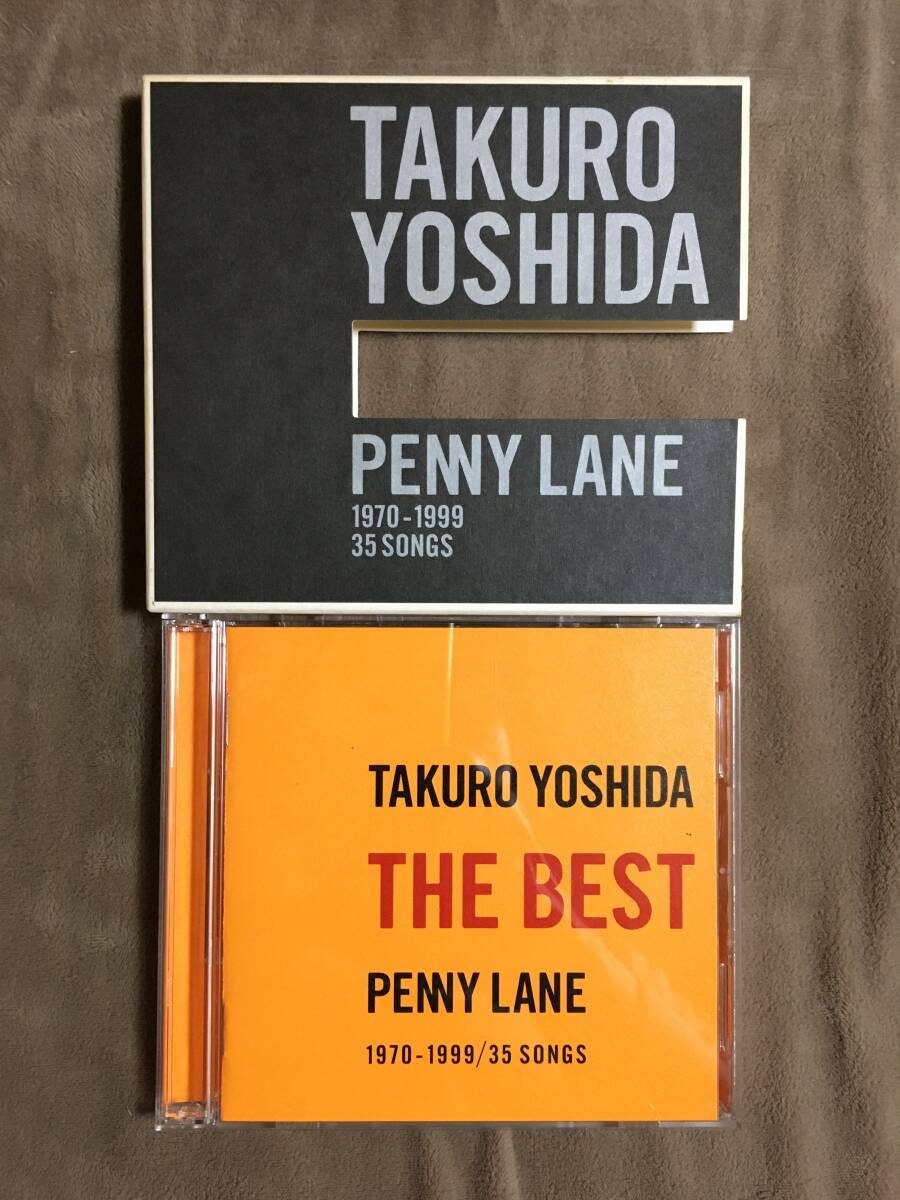 TAKURO
YOSHIDA
PENNY LANE
1970-1999
35 SONGS
TAKURO YOSHIDA
THE BEST
PENNY LANE
1970-1999/35 SONGS